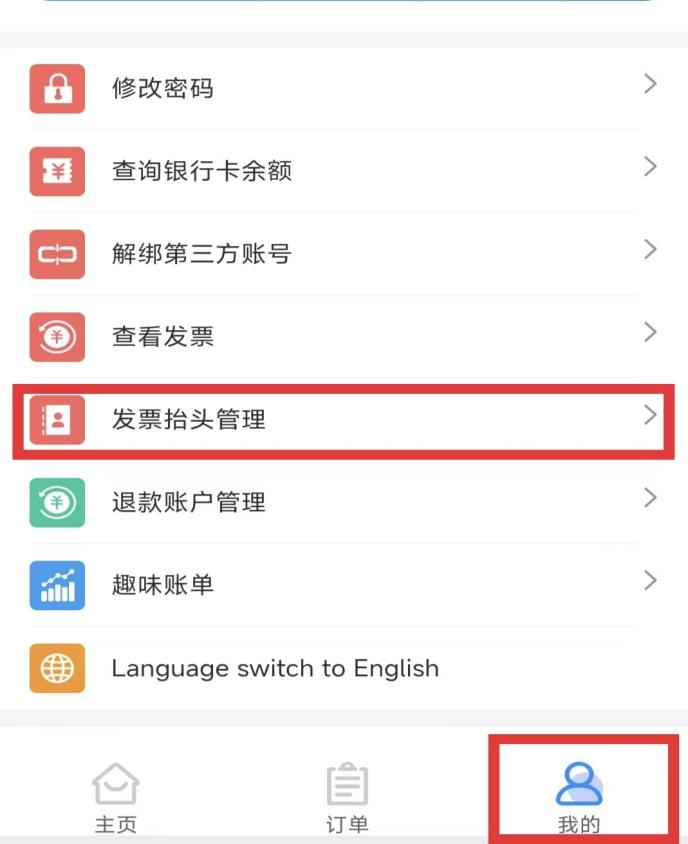 修改密码
查询银行卡余额
解绑第三方账号
查看发票
发票抬头管理
退款账户管理
趣味账单
Language switch to English
主页
订单
我的